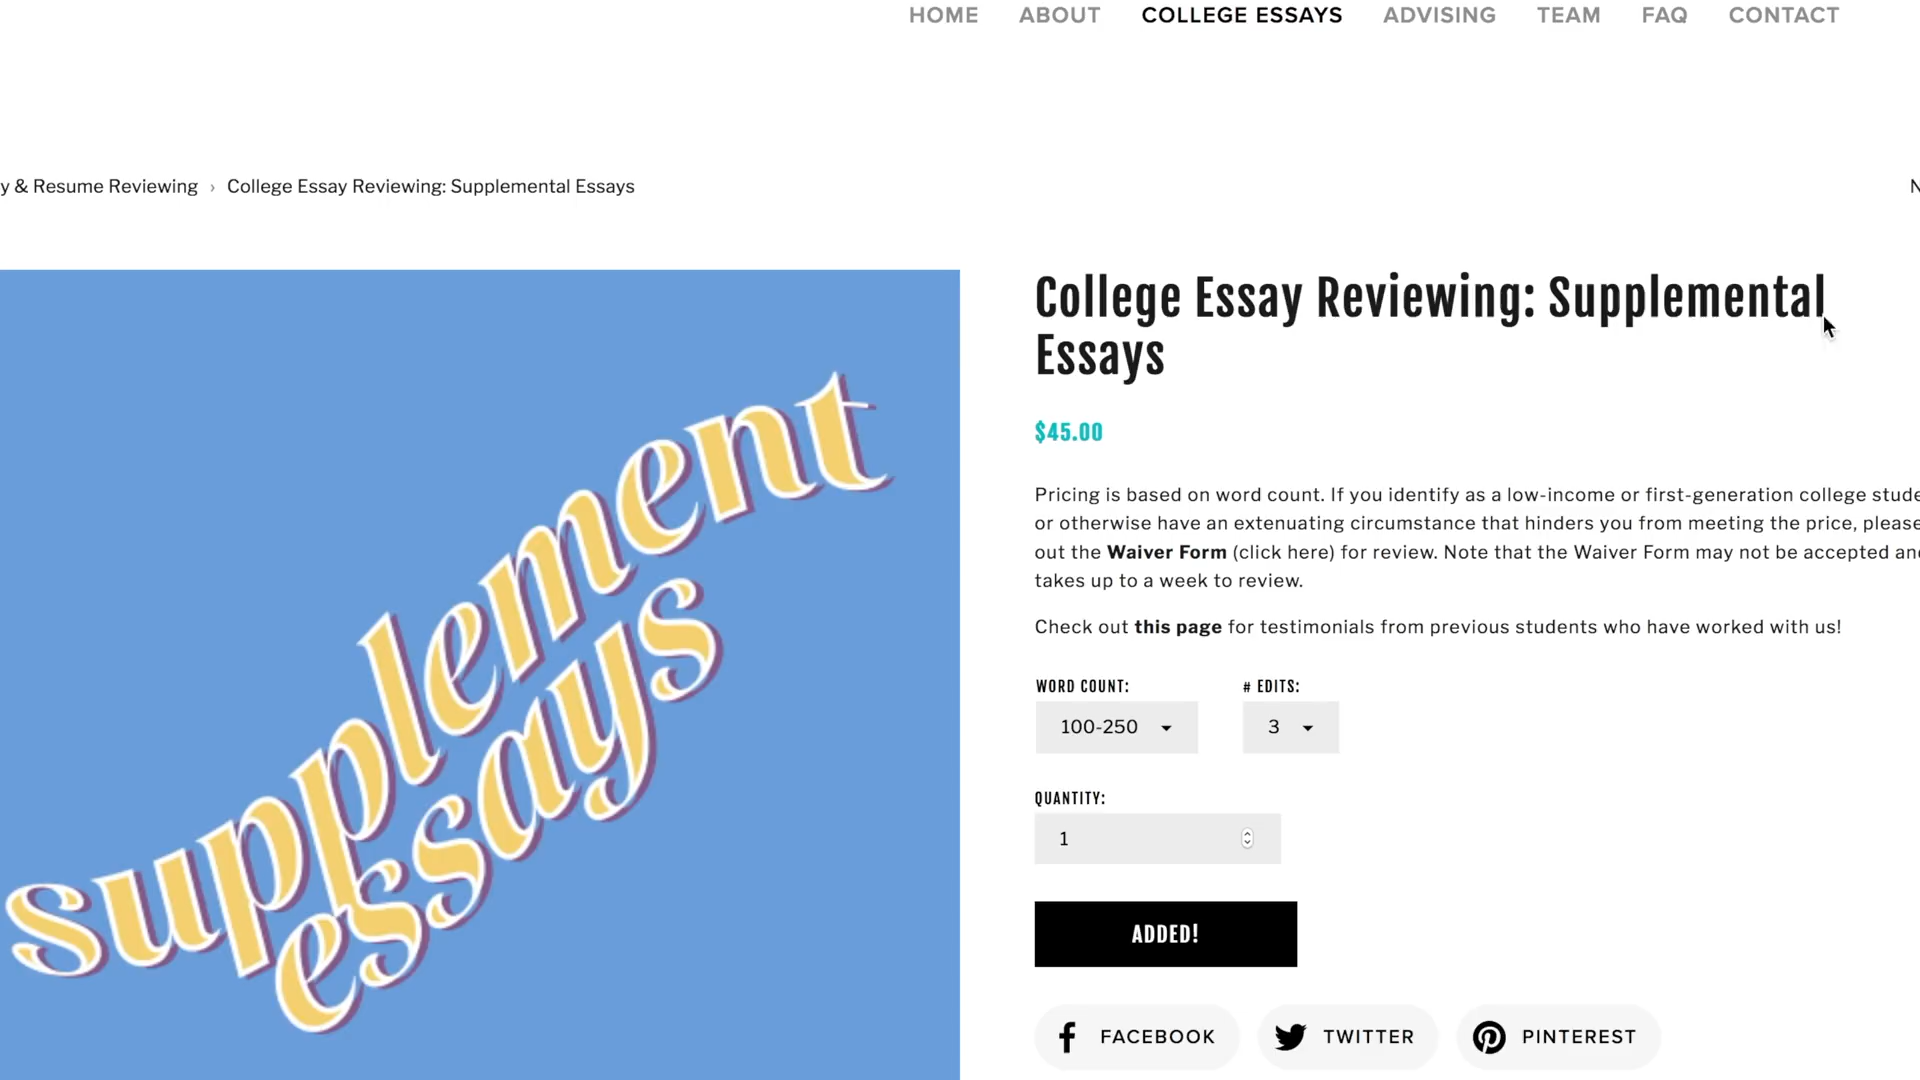 HOME ABOUT COLLEGE ESSAYS ADVISING TEAM FAQ CONTACT
y & Resume Reviewing › College Essay Reviewing: Supplemental Essays
N
supplement
essays
College Essay Reviewing: Supplemental
Essays
$45.00
Pricing is based on word count. If you identify as a low-income or first-generation college stude
or otherwise have an extenuating circumstance that hinders you from meeting the price, please
out the Waiver Form (click here) for review. Note that the Waiver Form may not be accepted and
takes up to a week to review.
Check out this page for testimonials from previous students who have worked with us!
WORD COUNT: # EDITS:
100-250 3
QUANTITY:
1
ADDED!
FACEBOOK TWITTER PINTEREST